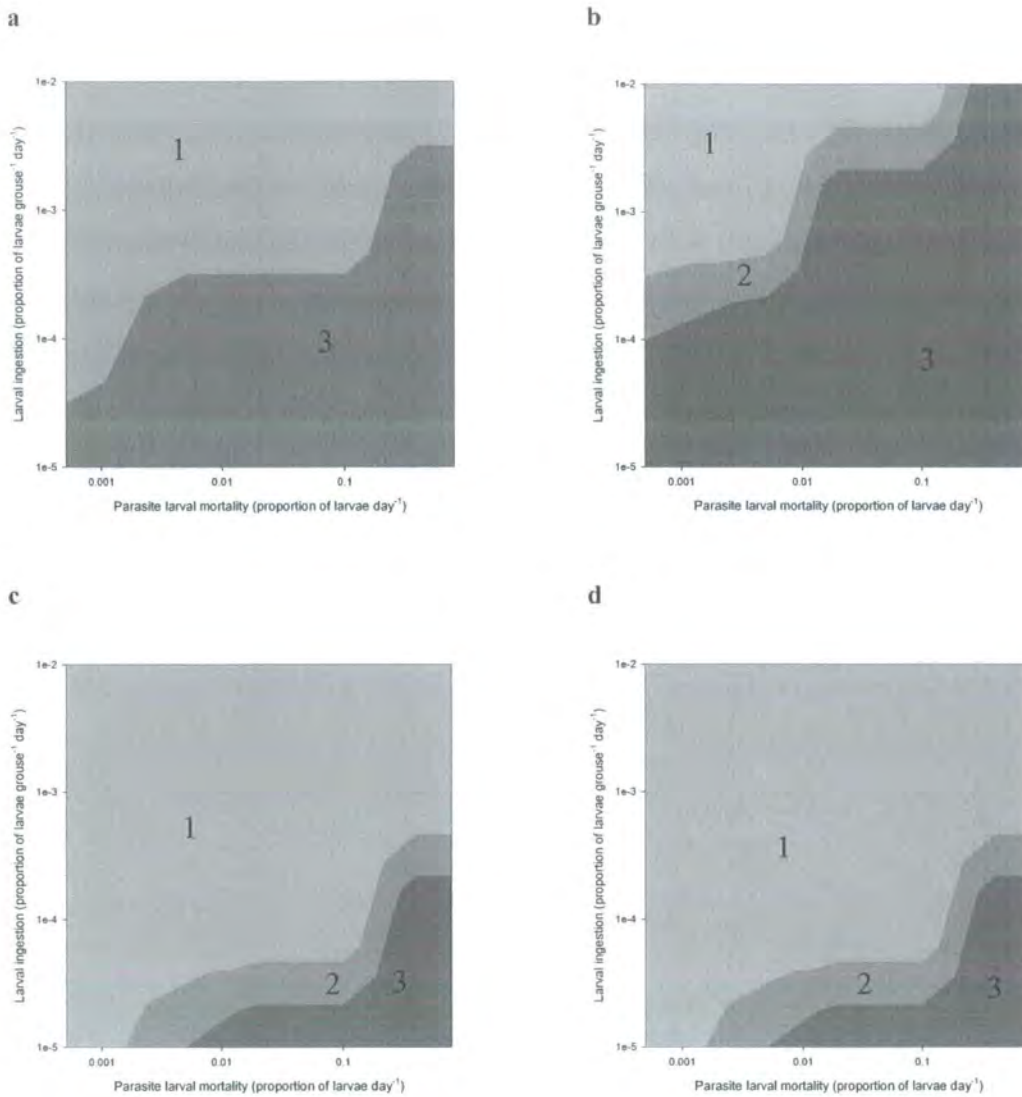 a
1e-2
1e-3
1e-4
1e-5
Larval ingestion (proportion of larvae grouse⁻¹ day⁻¹)
1
3
0.001 0.01 0.1
Parasite larval mortality (proportion of larvae day⁻¹)
b
1e-2
1e-3
1e-4
1e-5
Larval ingestion (proportion of larvae grouse⁻¹ day⁻¹)
1
2
3
0.001 0.01 0.1
Parasite larval mortality (proportion of larvae day⁻¹)
c
1e-2
1e-3
1e-4
1e-5
Larval ingestion (proportion of larvae grouse⁻¹ day⁻¹)
1
2
3
0.001 0.01 0.1
Parasite larval mortality (proportion of larvae day⁻¹)
d
1e-2
1e-3
1e-4
1e-5
Larval ingestion (proportion of larvae grouse⁻¹ day⁻¹)
1
2
3
0.001 0.01 0.1
Parasite larval mortality (proportion of larvae day⁻¹)